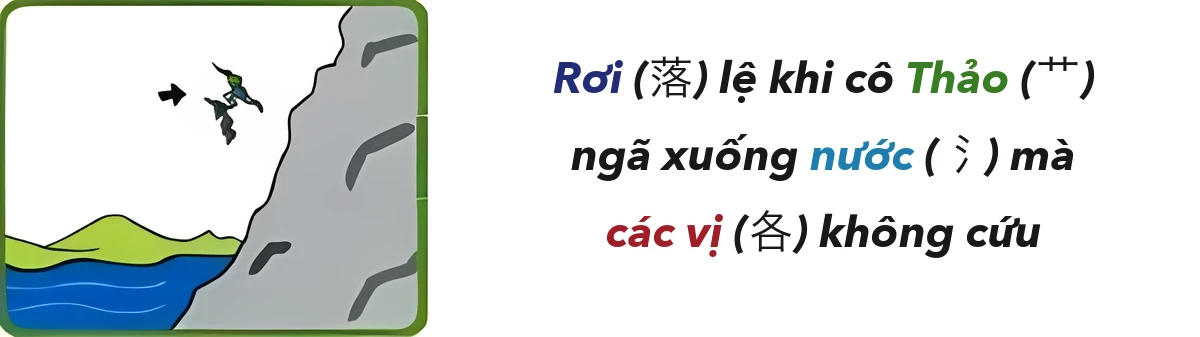 Rơi (落) lệ khi cô Thảo (艹)
ngã xuống nước (氵) mà
các vị (各) không cứu